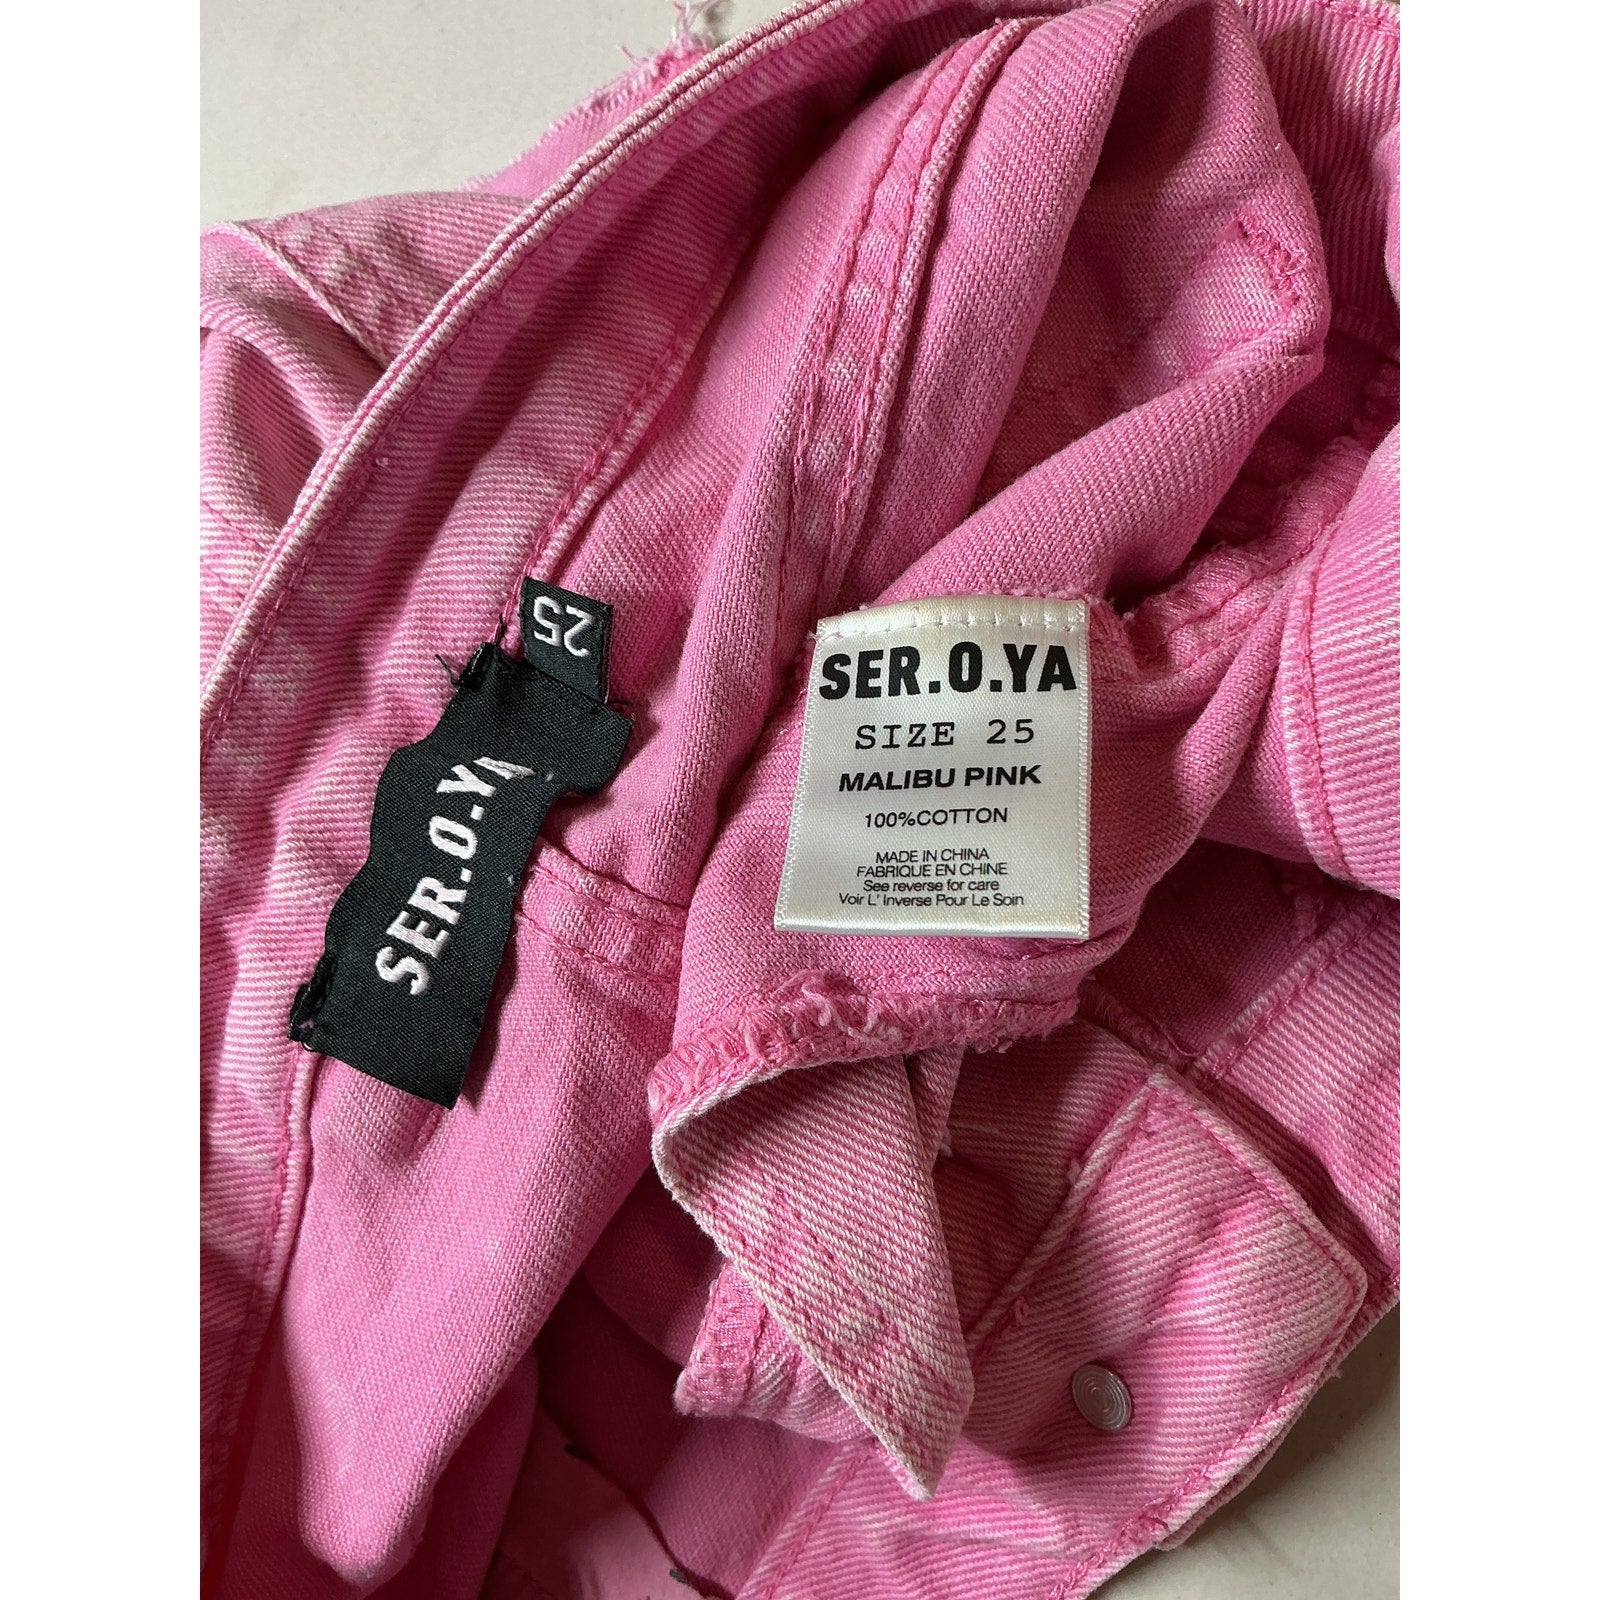 25
SER.O.YA
SER.O.YA
SIZE 25
MALIBU PINK
100%COTTON
MADE IN CHINA
FABRIQUE EN CHINE
See reverse for care
Voir L' Inverse Pour Le Soin